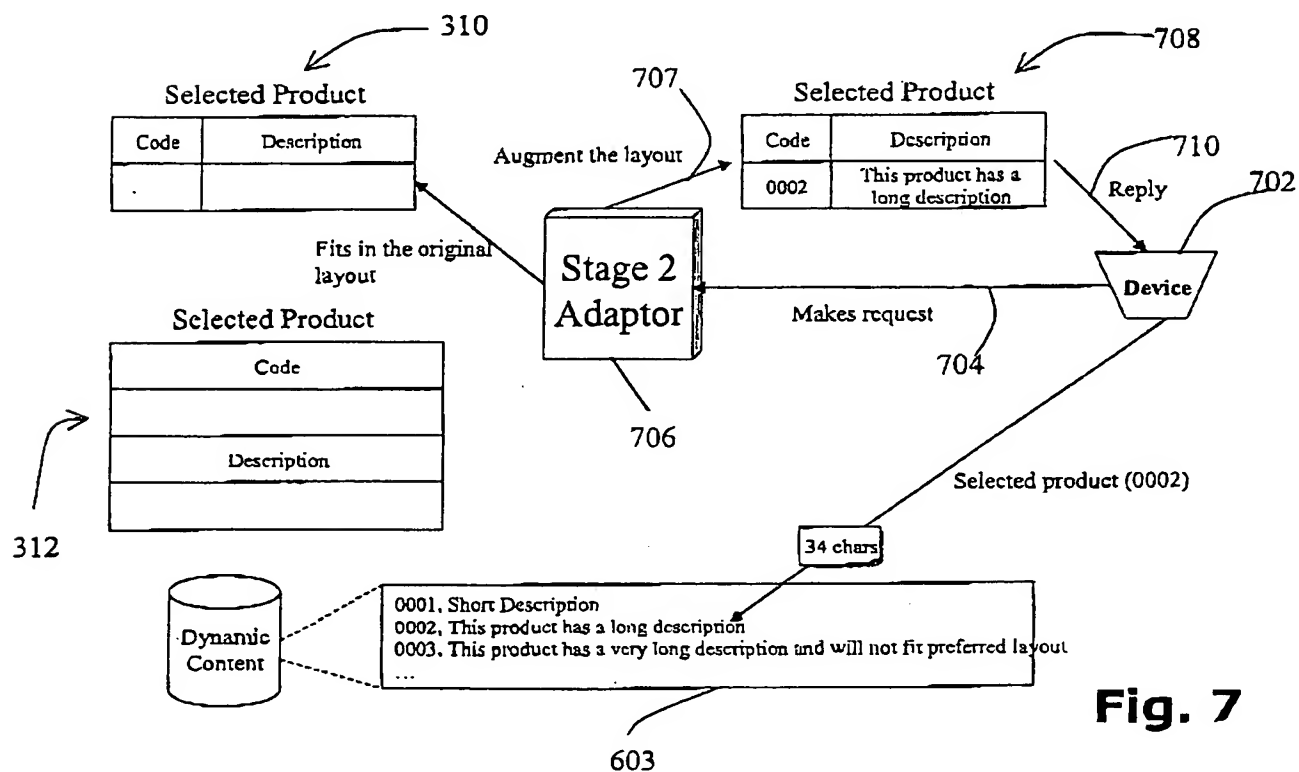 310
708
Selected Product
707
Selected Product
Code
Description
Code
Description
710
Augment the layout
0002
This product has a
long description
Reply
702
Fits in the original
layout
Stage 2
Adaptor
Device
Makes request
704
Selected Product
Code
Description
706
312
Selected product (0002)
34 chars
Dynamic
Content
0001, Short Description
0002, This product has a long description
0003, This product has a very long description and will not fit preferred layout
...
603
Fig. 7